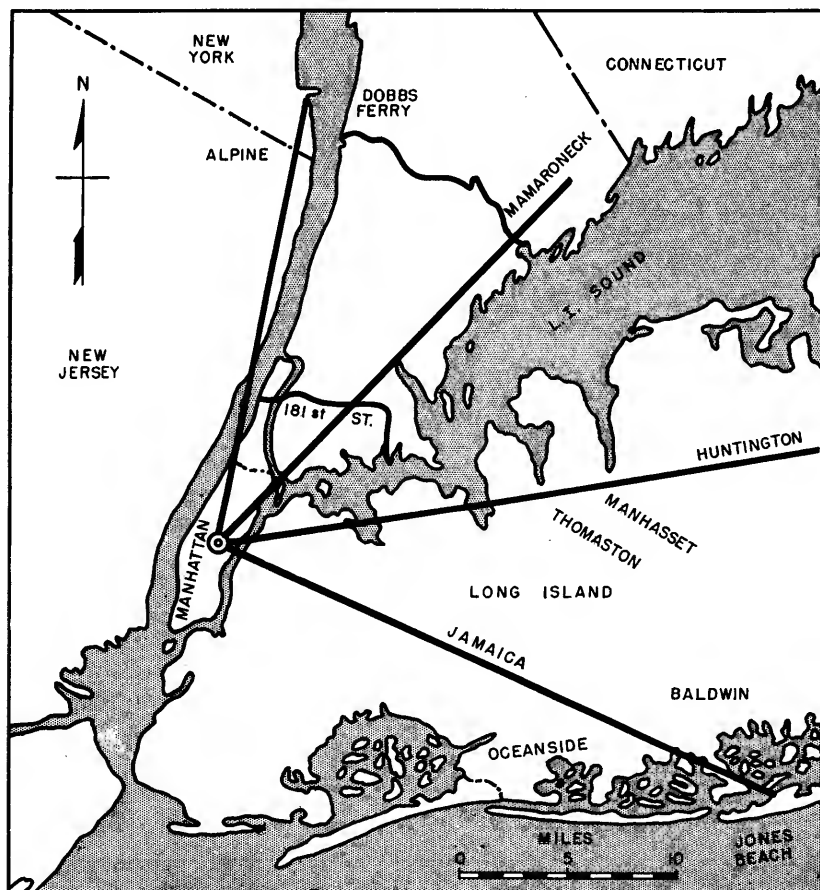 NEW
YORK
CONNECTICUT
N
DOBBS
FERRY
ALPINE
MAMARONECK
L.I. SOUND
NEW
JERSEY
181 st ST.
HUNTINGTON
MANHASSET
THOMASTON
MANHATTAN
LONG ISLAND
JAMAICA
BALDWIN
OCEANSIDE
MILES
JONES
BEACH
0 5 10